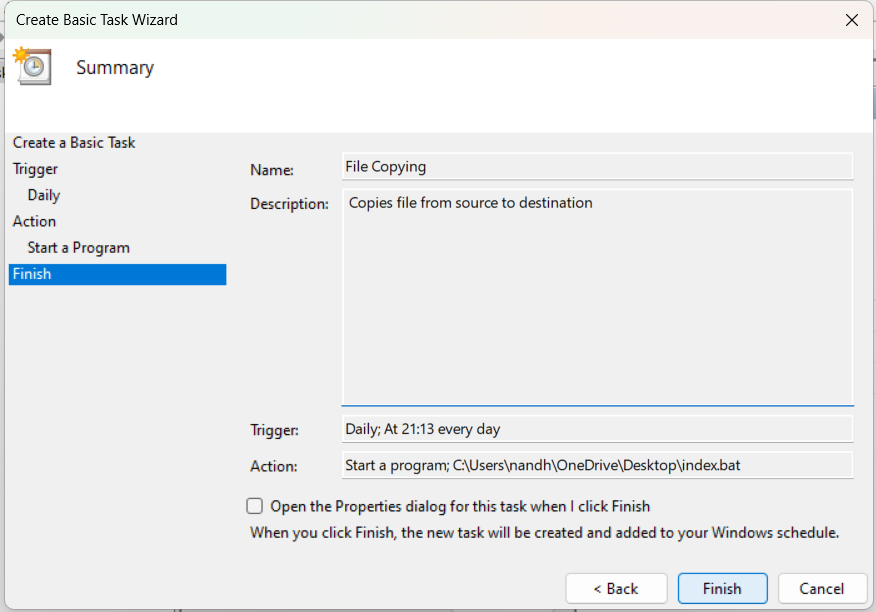 Create Basic Task Wizard
Summary
Create a Basic Task
Trigger
Daily
Action
Start a Program
Finish
Name:
File Copying
Description:
Copies file from source to destination
Trigger:
Daily; At 21:13 every day
Action:
Start a program; C:\Users\nandh\OneDrive\Desktop\index.bat
Open the Properties dialog for this task when I click Finish
When you click Finish, the new task will be created and added to your Windows schedule.
< Back
Finish
Cancel